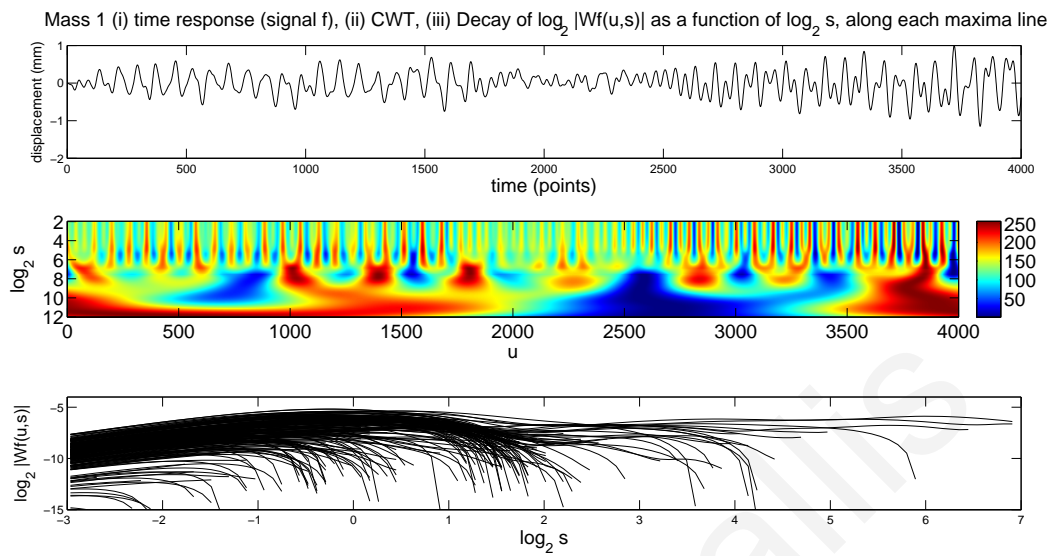 Mass 1 (i) time response (signal f), (ii) CWT, (iii) Decay of log2 |Wf(u,s)| as a function of log2 s, along each maxima line
displacement (mm)
1
0
−1
−2
0 500 1000 1500 2000 2500 3000 3500 4000
time (points)
log2 s
2
4
6
8
10
12
0 500 1000 1500 2000 2500 3000 3500 4000
u
250
200
150
100
50
log2 |Wf(u,s)|
−5
−10
−15
−3 −2 −1 0 1 2 3 4 5 6 7
log2 s
alis